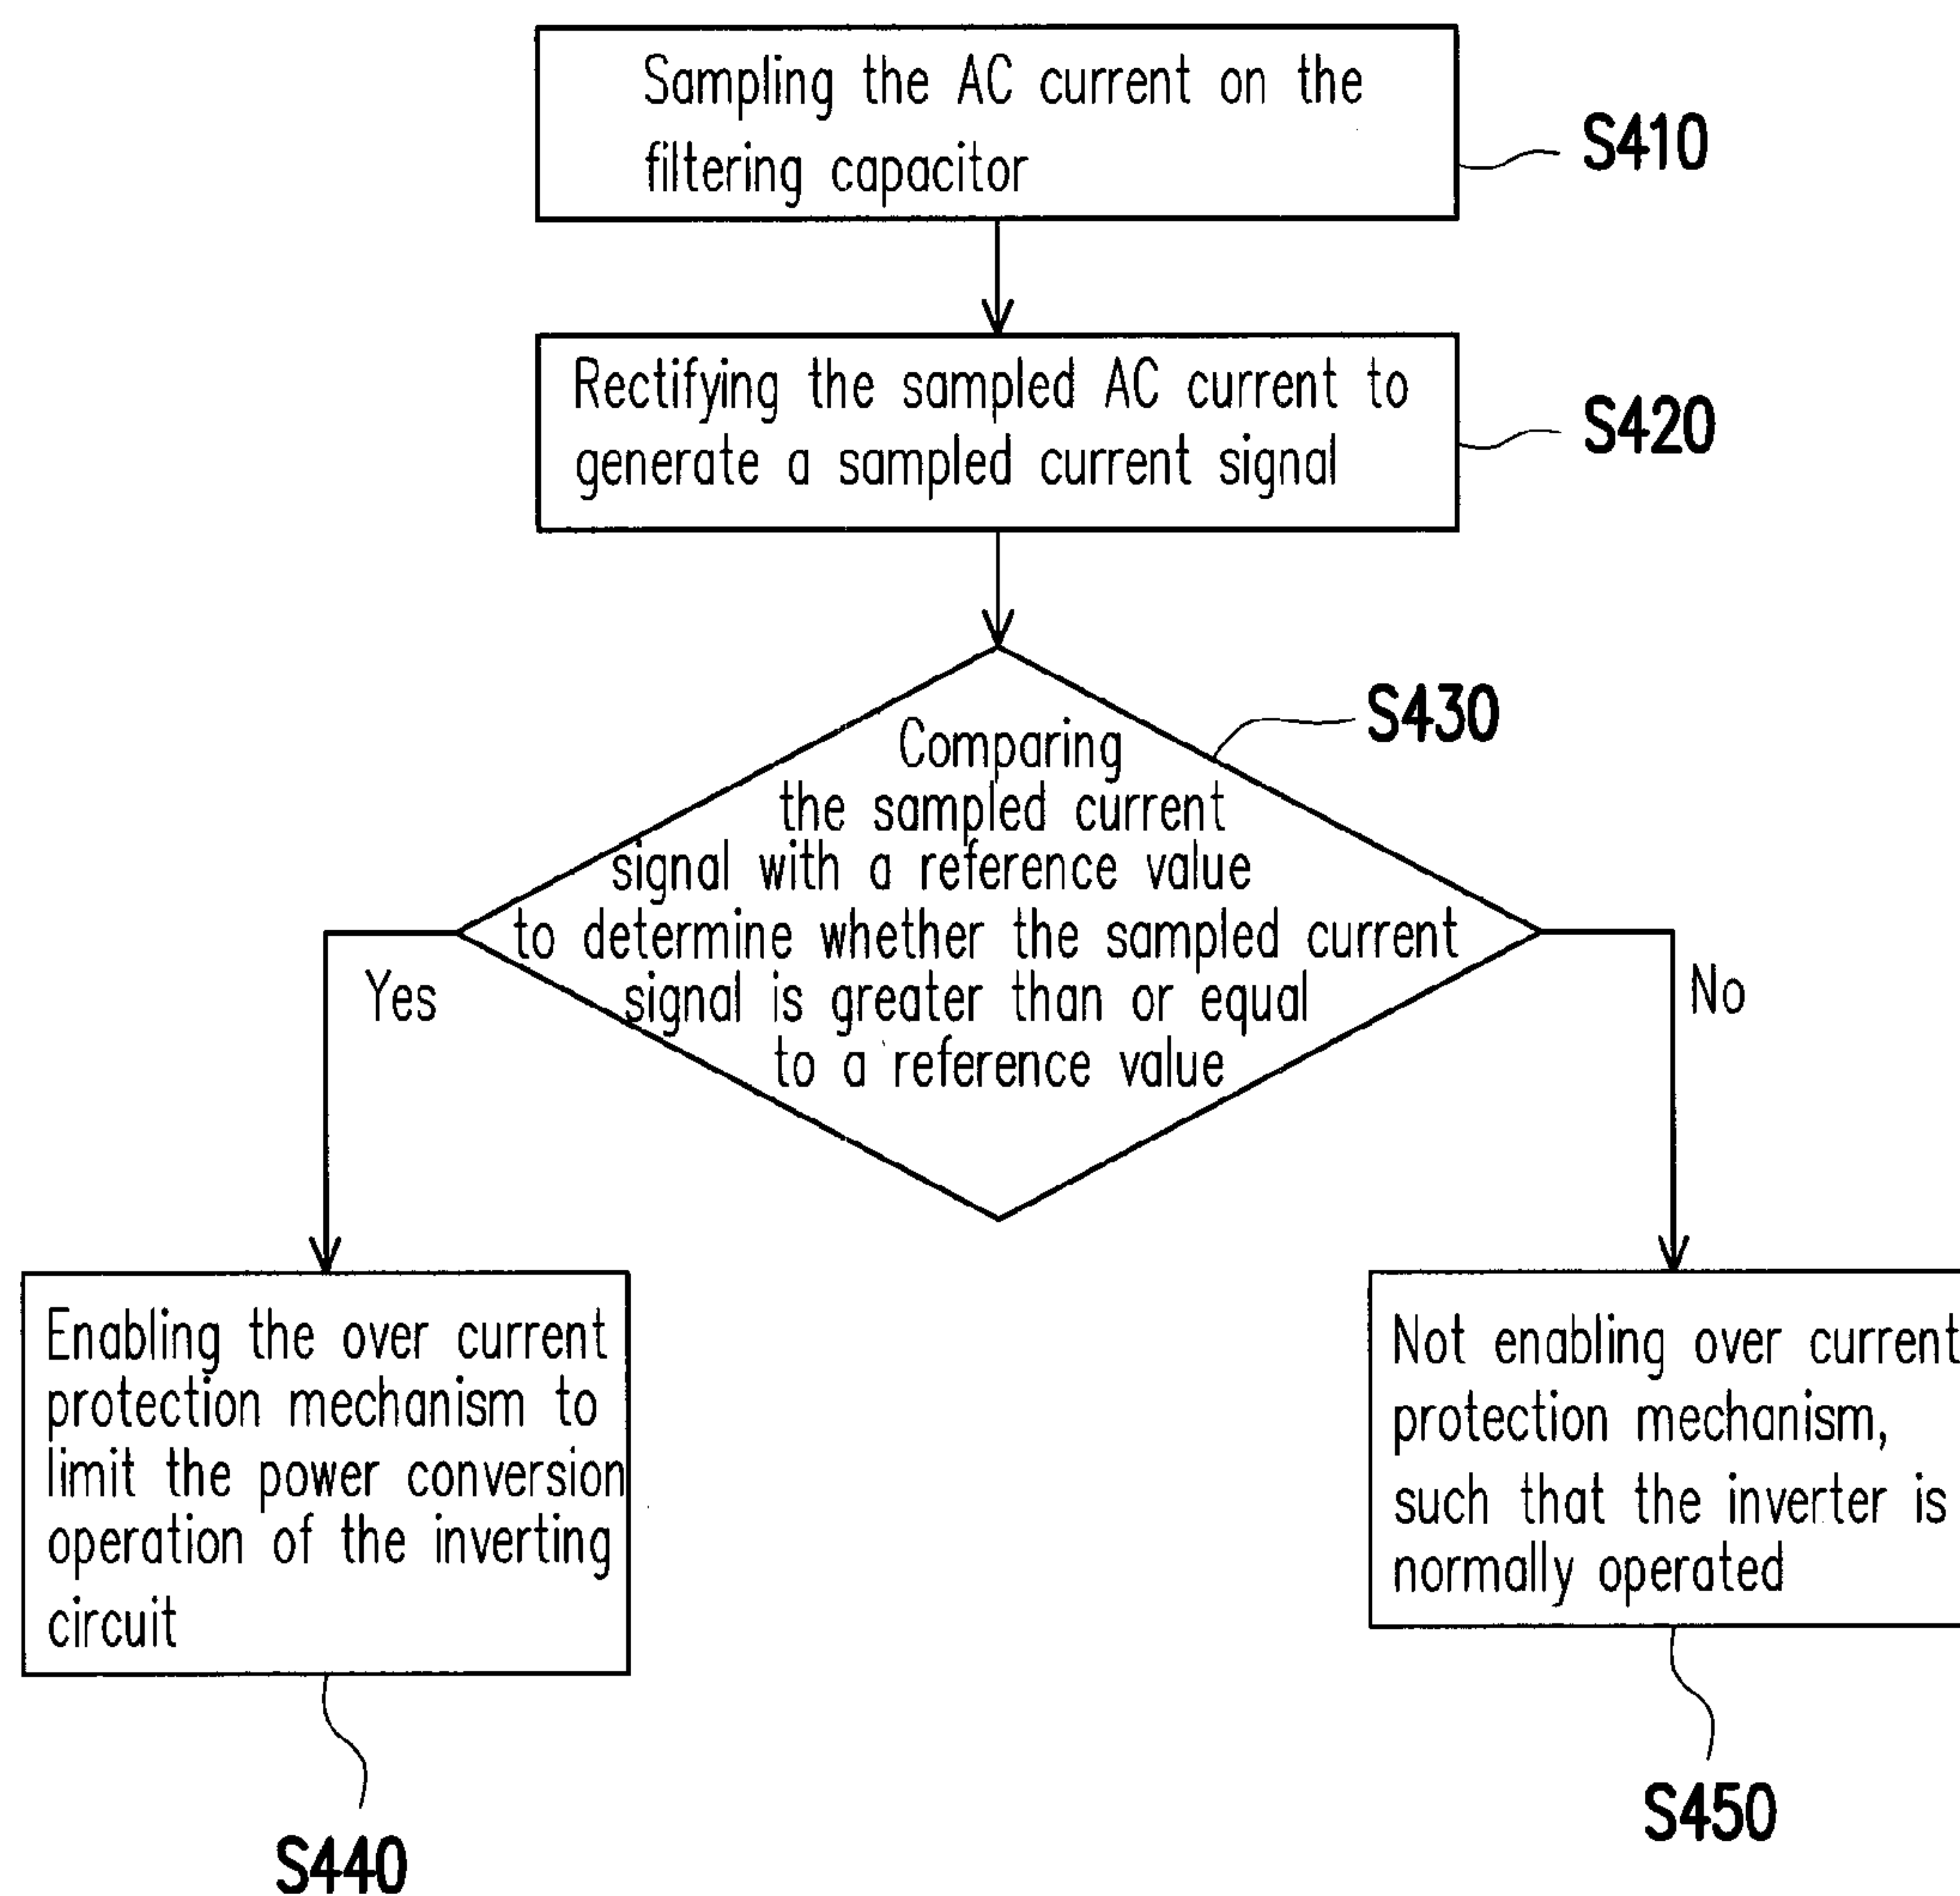 Sampling the AC current on the
filtering capacitor
S410
Rectifying the sampled AC current to
generate a sampled current signal
S420
S430
Comparing
the sampled current
signal with a reference value
to determine whether the sampled current
signal is greater than or equal
to a reference value
Yes
No
Enabling the over current
protection mechanism to
limit the power conversion
operation of the inverting
circuit
S440
Not enabling over current
protection mechanism,
such that the inverter is
normally operated
S450